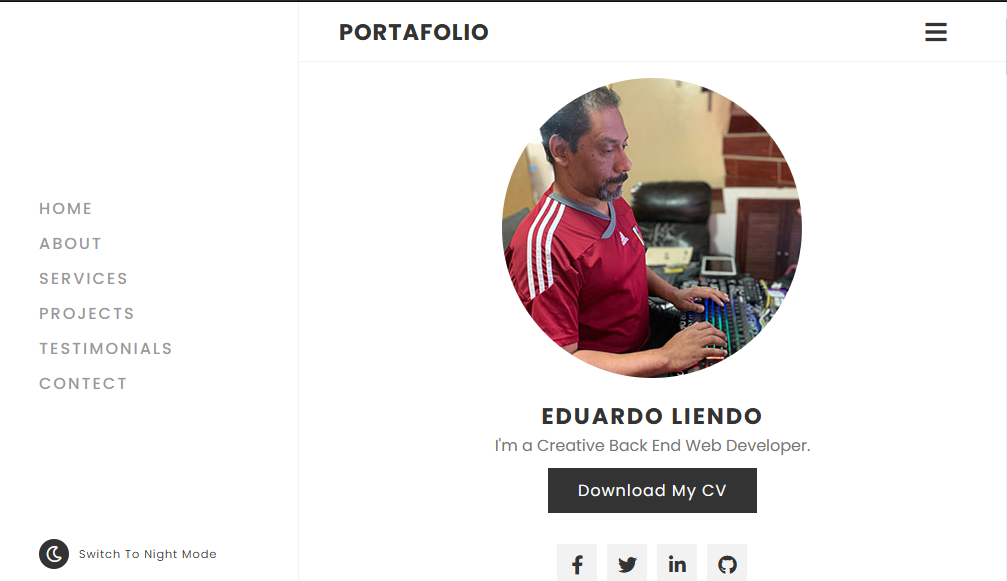 PORTAFOLIO
HOME
ABOUT
SERVICES
PROJECTS
TESTIMONIALS
CONTECT
Switch To Night Mode
EDUARDO LIENDO
I'm a Creative Back End Web Developer.
Download My CV